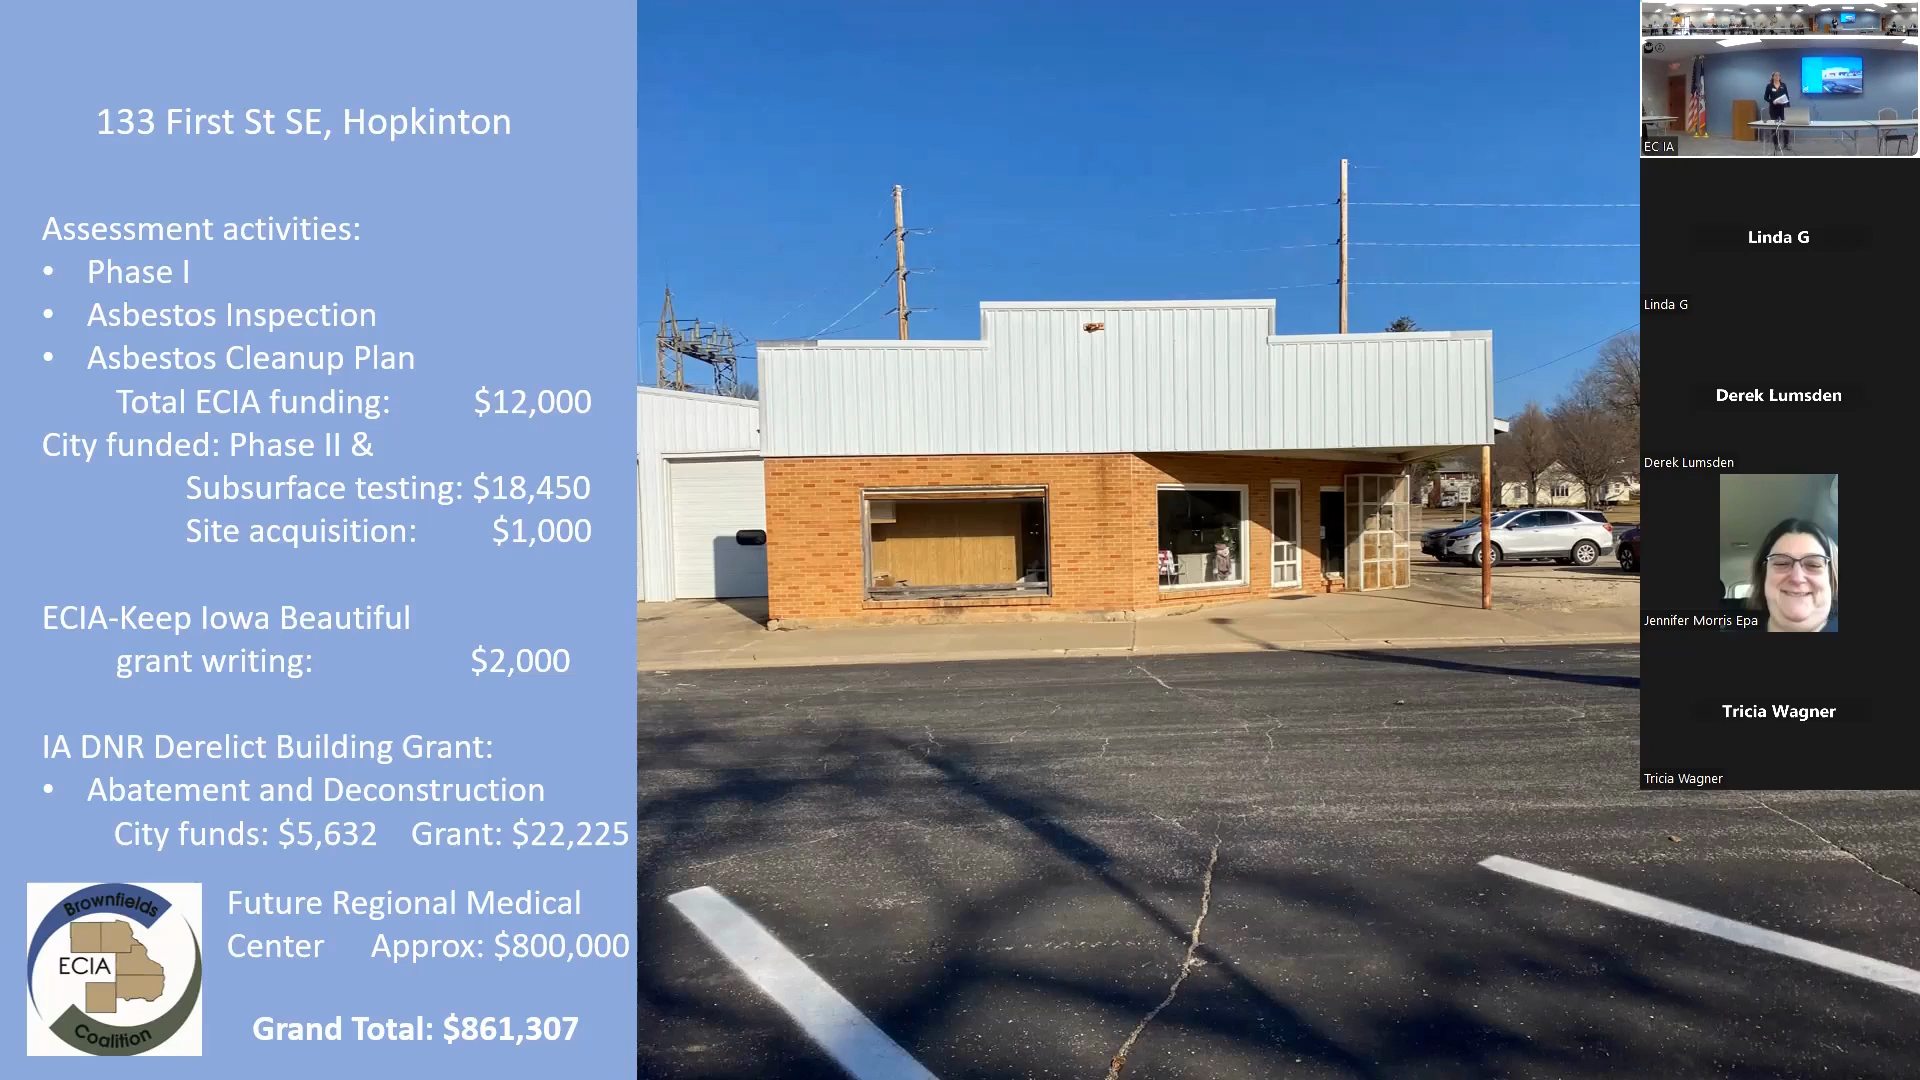 133 First St SE, Hopkinton
Assessment activities:
• Phase I
• Asbestos Inspection
• Asbestos Cleanup Plan
Total ECIA funding: $12,000
City funded: Phase II &
Subsurface testing: $18,450
Site acquisition: $1,000
ECIA-Keep Iowa Beautiful
grant writing: $2,000
IA DNR Derelict Building Grant:
• Abatement and Deconstruction
City funds: $5,632 Grant: $22,225
Brownfields
ECIA
Coalition
Future Regional Medical
Center Approx: $800,000
Grand Total: $861,307
ECIA
Linda G
Linda G
Derek Lumsden
Derek Lumsden
Jennifer Morris Epa
Tricia Wagner
Tricia Wagner